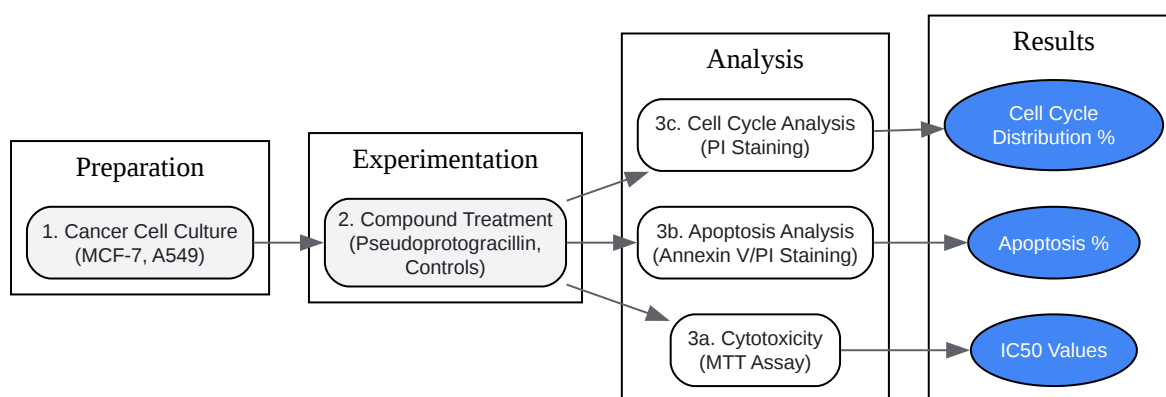 Preparation
1. Cancer Cell Culture
(MCF-7, A549)
Experimentation
2. Compound Treatment
(Pseudoprotogracillin,
Controls)
Analysis
3c. Cell Cycle Analysis
(PI Staining)
3b. Apoptosis Analysis
(Annexin V/PI Staining)
3a. Cytotoxicity
(MTT Assay)
Results
Cell Cycle
Distribution %
Apoptosis %
IC50 Values